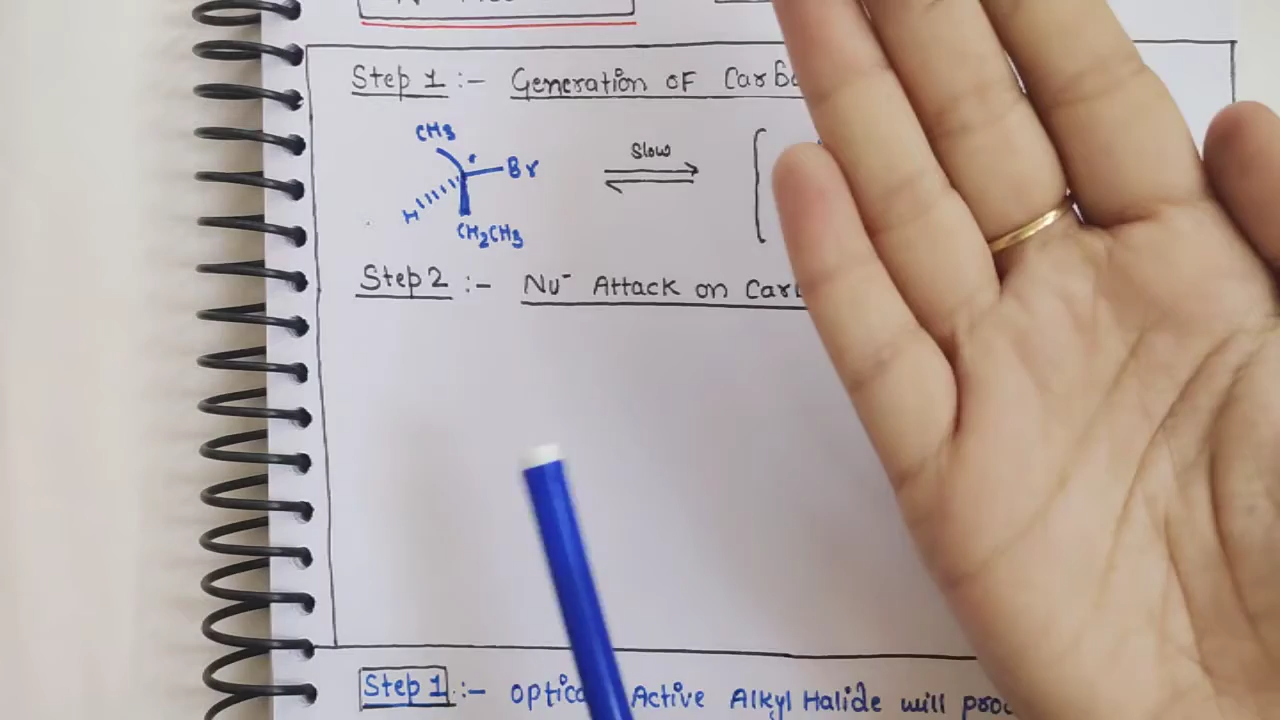 Step 1 :- Generation of
CH3
Br
H
CH2CH3
Slow
Step 2 :- Nu- Attack on
Step 1 :- Active Alkyl Halide will